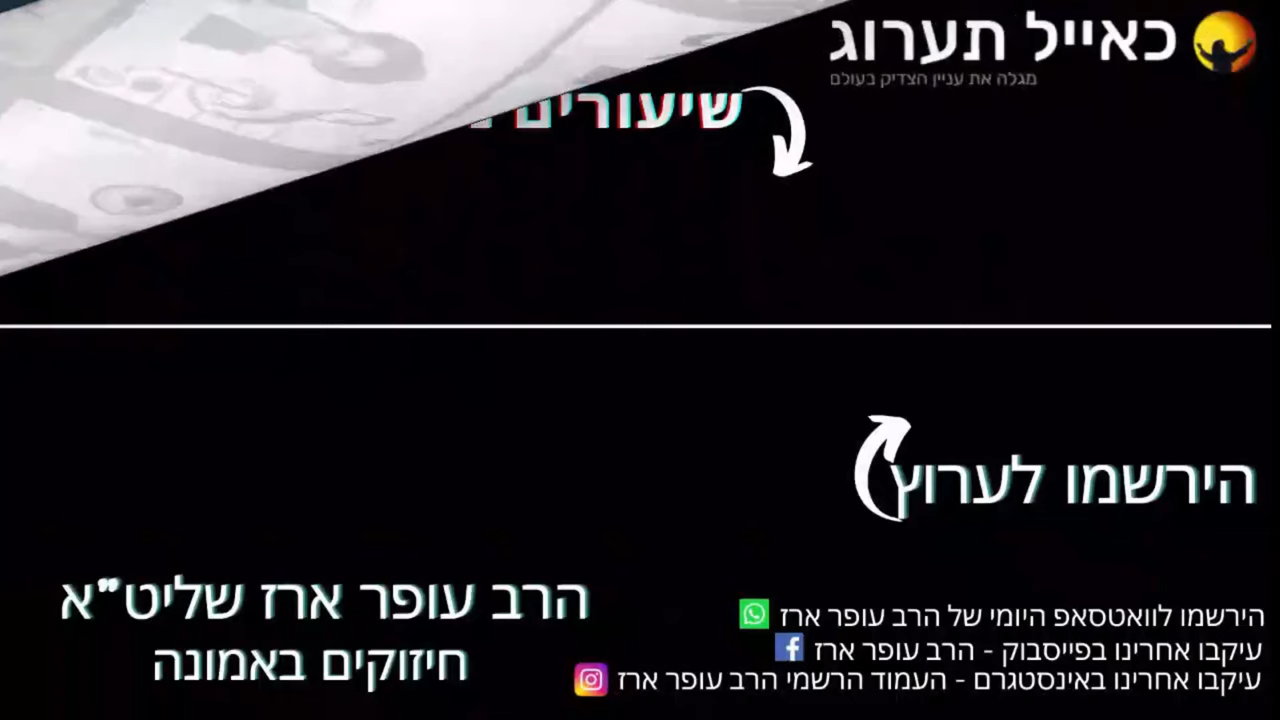 כאייל תערוג
מגלה את עניין הצדיק בעולם
שיעורים
הירשמו לערוץ
הרב עופר ארז שליט"א
חיזוקים באמונה
הירשמו לוואטסאפ היומי של הרב עופר ארז
עיקבו אחרינו בפייסבוק - הרב עופר ארז
עיקבו אחרינו באינסטגרם - העמוד הרשמי הרב עופר ארז